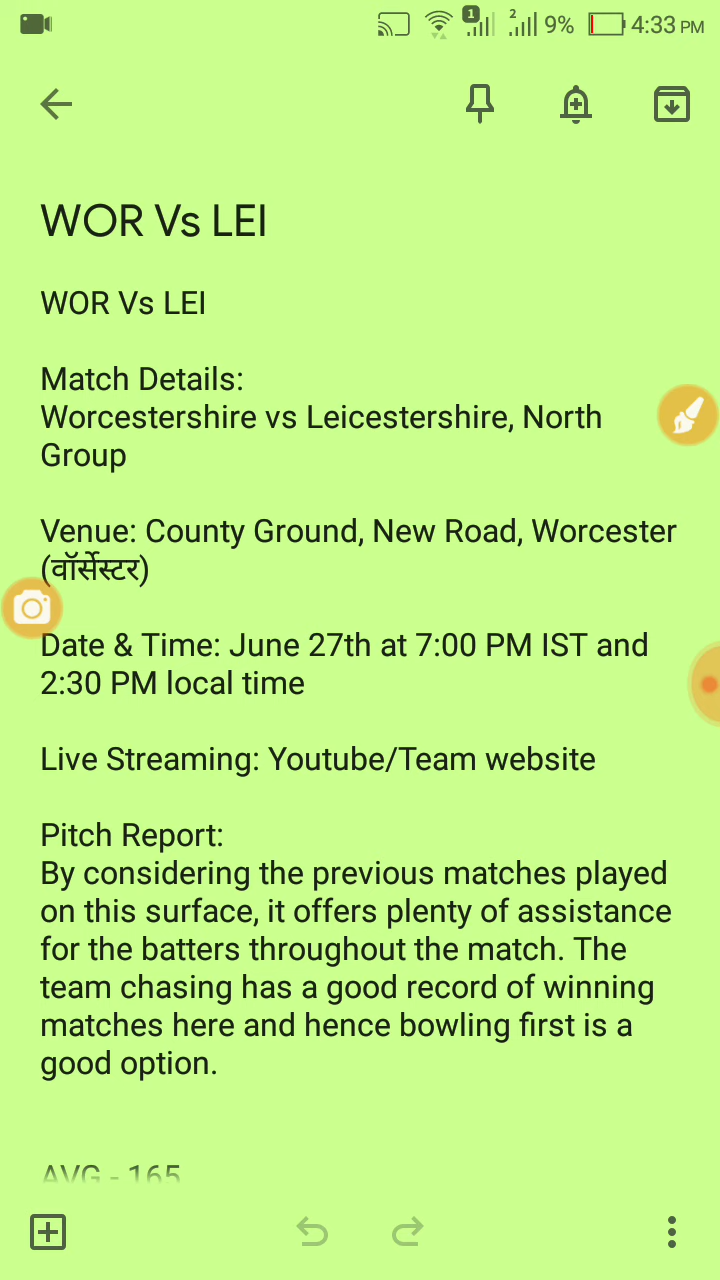 1 2 9% 4:33 PM
WOR Vs LEI
WOR Vs LEI
Match Details:
Worcestershire vs Leicestershire, North
Group
Venue: County Ground, New Road, Worcester
(वॉर्सेस्टर)
Date & Time: June 27th at 7:00 PM IST and
2:30 PM local time
Live Streaming: Youtube/Team website
Pitch Report:
By considering the previous matches played
on this surface, it offers plenty of assistance
for the batters throughout the match. The
team chasing has a good record of winning
matches here and hence bowling first is a
good option.
AVG - 165